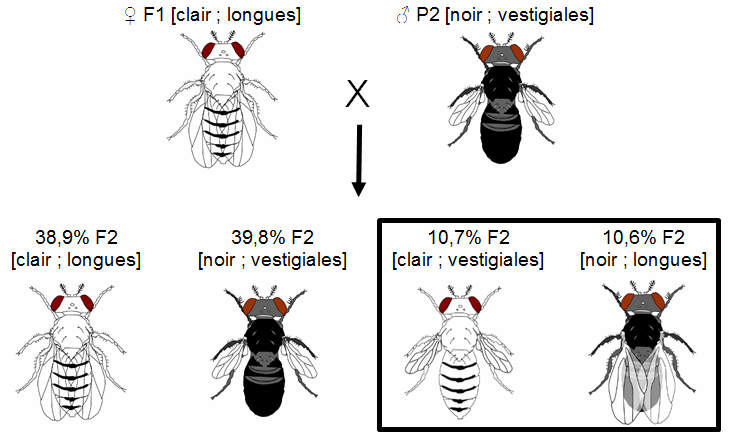 ♀ F1 [clair ; longues]
♂ P2 [noir ; vestigiales]
X
38,9% F2
[clair ; longues]
39,8% F2
[noir ; vestigiales]
10,7% F2
[clair ; vestigiales]
10,6% F2
[noir ; longues]